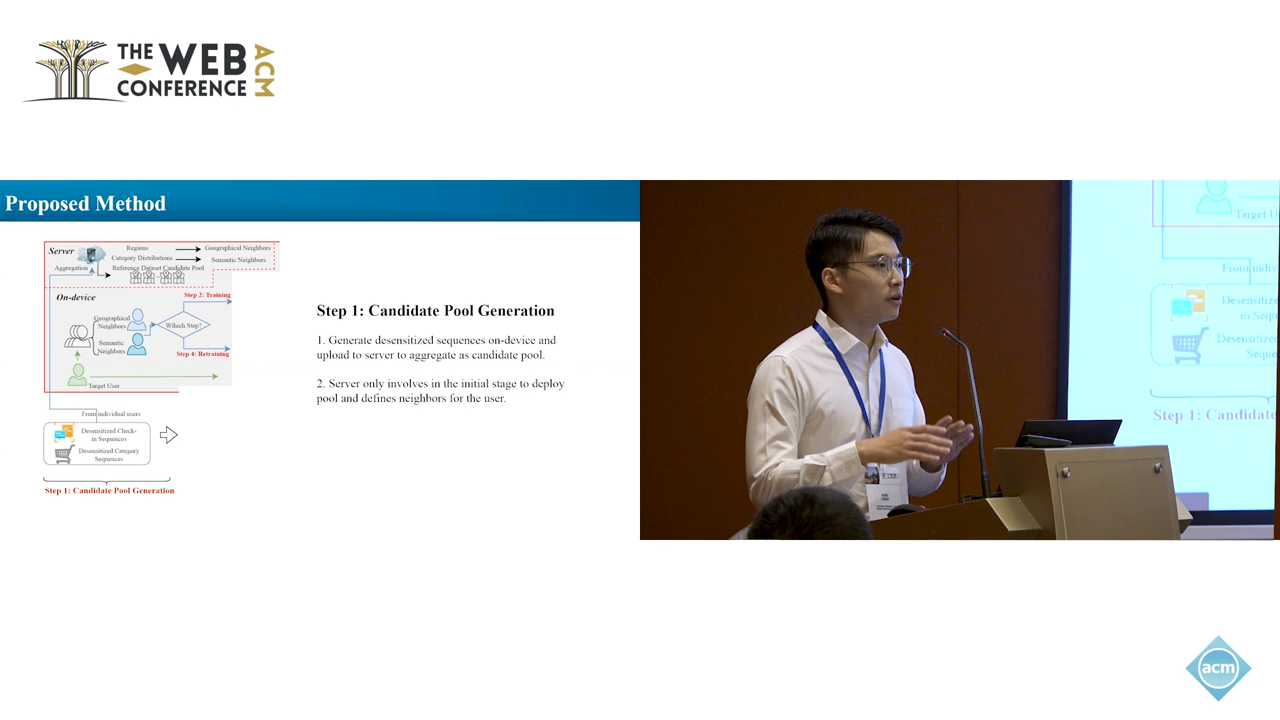 THE WEB
CONFERENCE
ACM
Proposed Method
Server
Regions
Geographical Neighbors
Category Distributions
Semantic Neighbors
Aggregation
Reference Dataset Candidate Pool
On-device
Step 2: Training
Geographical
Neighbors
Which Step?
Semantic
Neighbors
Step 4: Retraining
Target User
From individual users
Desensitized Check-
in Sequences
Desensitized Category
Sequences
Step 1: Candidate Pool Generation
Step 1: Candidate Pool Generation
1. Generate desensitized sequences on-device and
upload to server to aggregate as candidate pool.
2. Server only involves in the initial stage to deploy
pool and defines neighbors for the user.
Target U
From indivi
Desensitize
in Sequ
Desensitized
Seque
Step 1: Candidate
acm